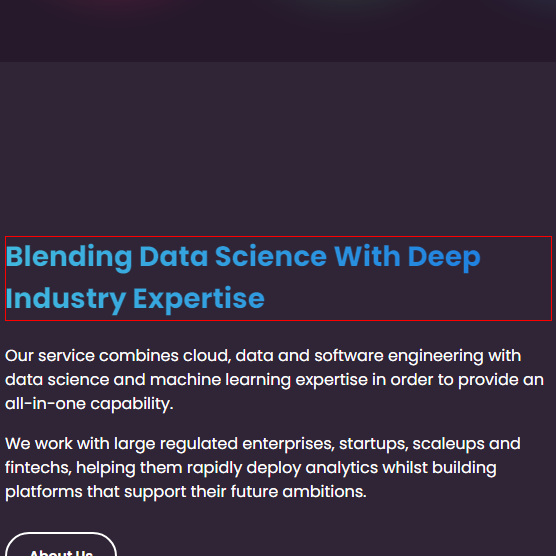 Blending Data Science With Deep
Industry Expertise
Our service combines cloud, data and software engineering with
data science and machine learning expertise in order to provide an
all-in-one capability.
We work with large regulated enterprises, startups, scaleups and
fintechs, helping them rapidly deploy analytics whilst building
platforms that support their future ambitions.
About Us